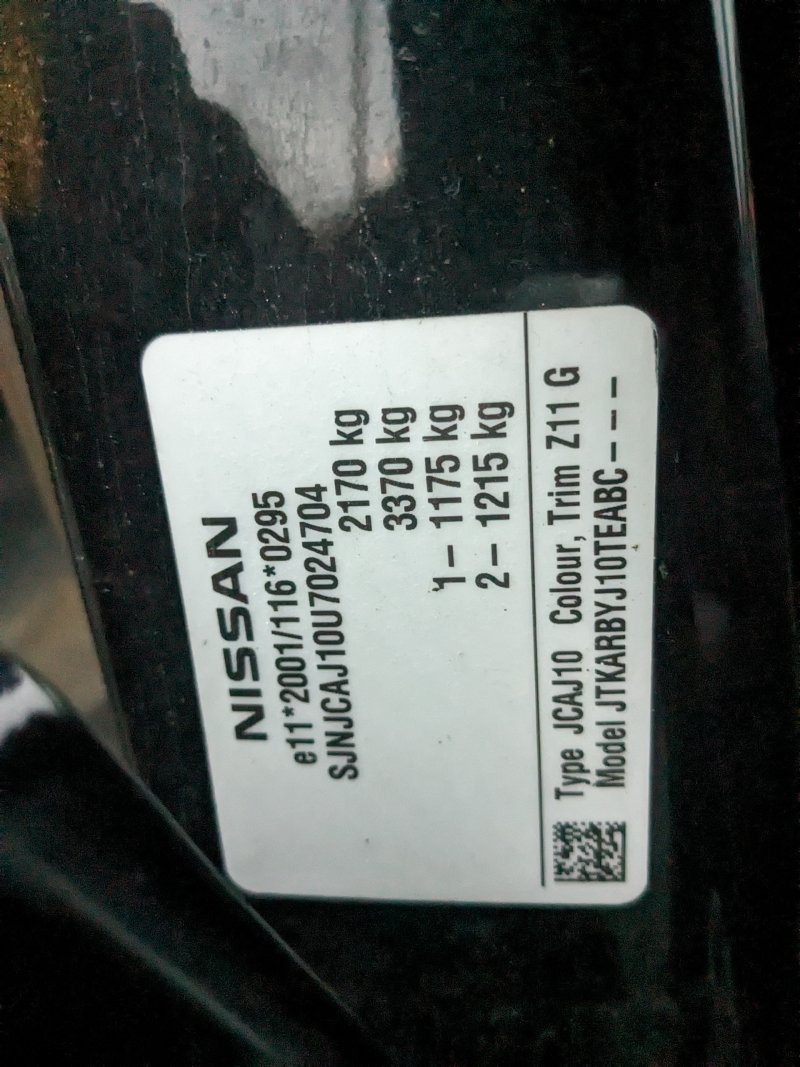 NISSAN
e11*2001/116*0295
SJNJCAJ10U7024704
2170 kg
3370 kg
1– 1175 kg
2– 1215 kg
Type JCAJ10 Colour, Trim Z11 G
Model JTKARBYJ10TEABC– – –